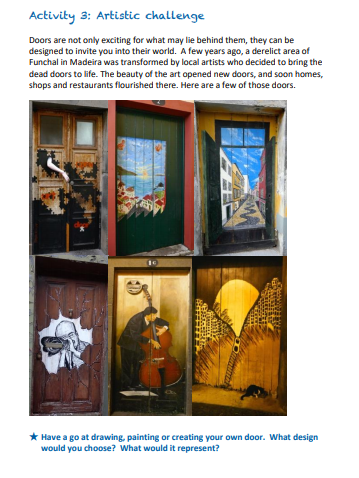 Activity 3: Artistic challenge
Doors are not only exciting for what may lie behind them, they can be
designed to invite you into their world. A few years ago, a derelict area of
Funchal in Madeira was transformed by local artists who decided to bring the
dead doors to life. The beauty of the art opened new doors, and soon homes,
shops and restaurants flourished there. Here are a few of those doors.
★ Have a go at drawing, painting or creating your own door. What design
would you choose? What would it represent?